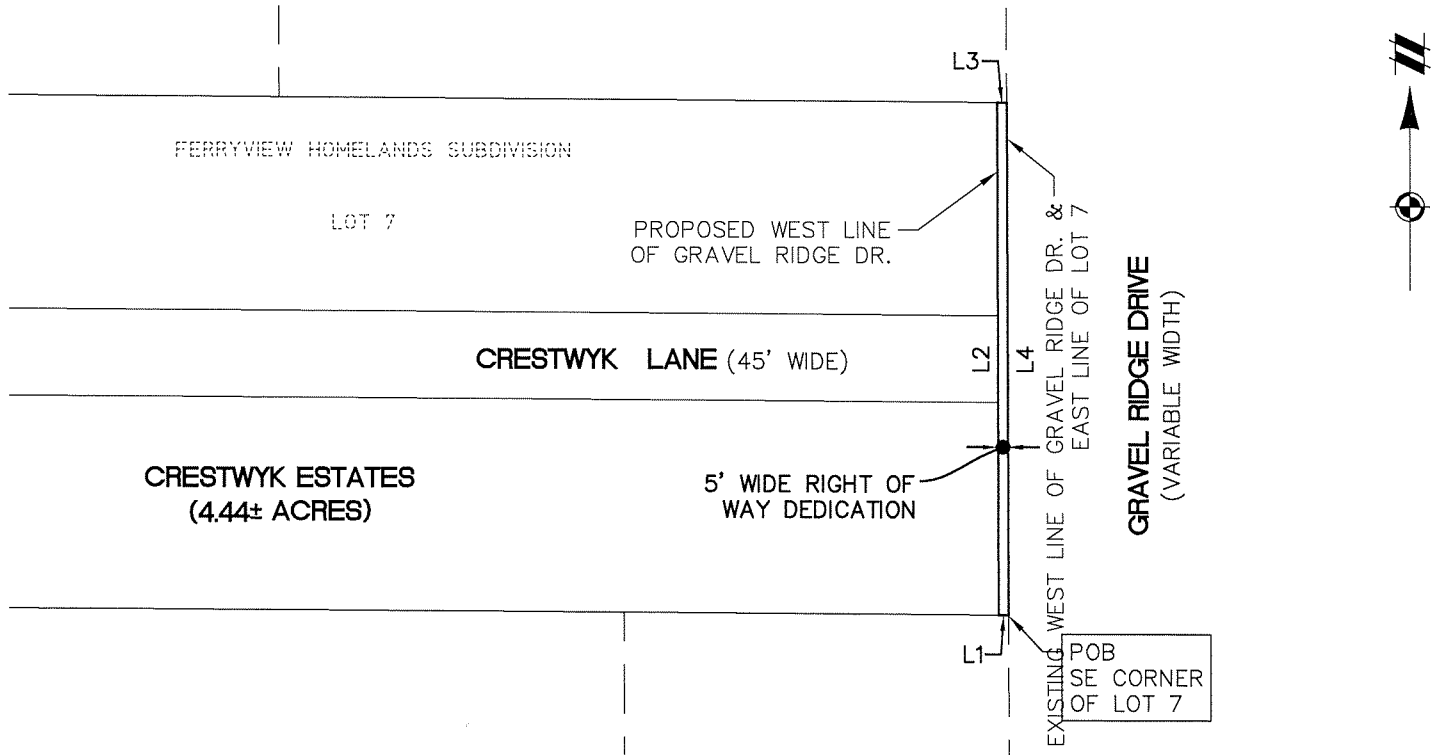 L3
FERRYVIEW HOMELANDS SUBDIVISION
LOT 7
PROPOSED WEST LINE
OF GRAVEL RIDGE DR.
CRESTWYK LANE (45' WIDE)
L2
L4
EXISTING WEST LINE OF GRAVEL RIDGE DR. &
EAST LINE OF LOT 7
GRAVEL RIDGE DRIVE
(VARIABLE WIDTH)
CRESTWYK ESTATES
(4.44± ACRES)
5' WIDE RIGHT OF
WAY DEDICATION
L1
POB
SE CORNER
OF LOT 7
N